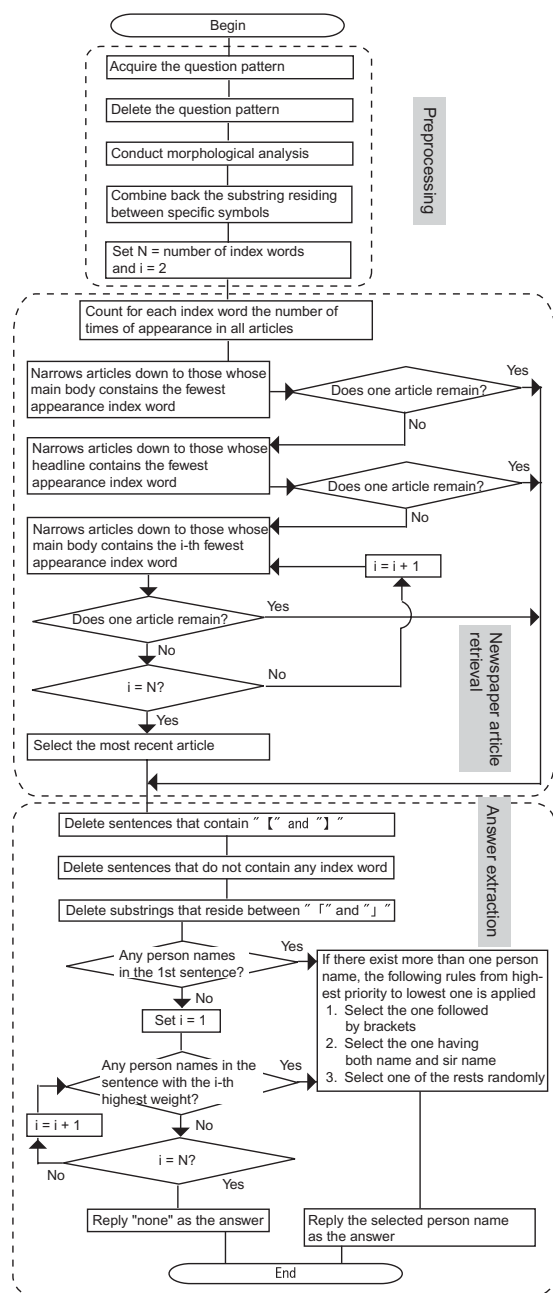 Begin
Acquire the question pattern
Delete the question pattern
Conduct morphological analysis
Combine back the substring residing
between specific symbols
Set N = number of index words
and i = 2
Preprocessing
Count for each index word the number of
times of appearance in all articles
Narrows articles down to those whose
main body constains the fewest
appearance index word
Does one article remain?
Yes
No
Narrows articles down to those whose
headline contains the fewest
appearance index word
Does one article remain?
Yes
No
Narrows articles down to those whose
main body contains the i-th fewest
appearance index word
i = i + 1
Does one article remain?
Yes
No
i = N?
No
Yes
Select the most recent article
Newspaper article
retrieval
Delete sentences that contain "【" and "】"
Delete sentences that do not contain any index word
Delete substrings that reside between "「" and "」"
Answer extraction
Any person names
in the 1st sentence?
Yes
No
Set i = 1
Any person names in the
sentence with the i-th
highest weight?
Yes
No
i = i + 1
i = N?
No
Yes
If there exist more than one person
name, the following rules from high-
est priority to lowest one is applied
1. Select the one followed
by brackets
2. Select the one having
both name and sir name
3. Select one of the rests randomly
Reply "none" as the answer
Reply the selected person name
as the answer
End